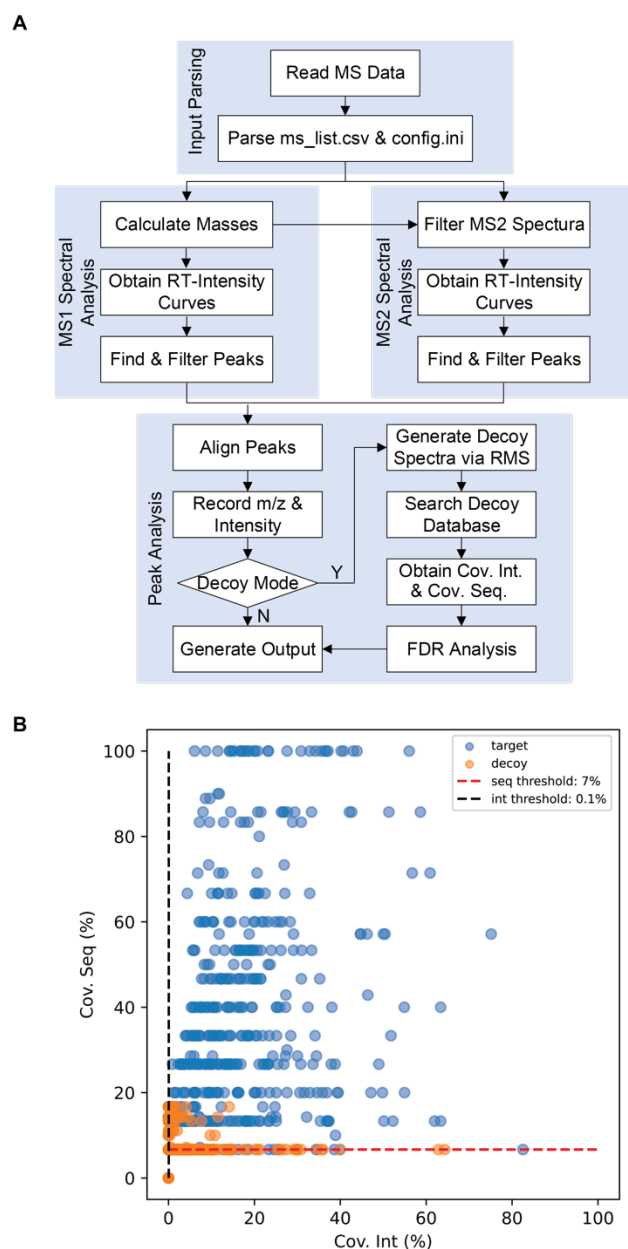 A
Input Parsing
Read MS Data
Parse ms_list.csv & config.ini
MS1 Spectral
Analysis
Calculate Masses
Obtain RT-Intensity
Curves
Find & Filter Peaks
MS2 Spectral
Analysis
Filter MS2 Spectura
Obtain RT-Intensity
Curves
Find & Filter Peaks
Peak Analysis
Align Peaks
Record m/z &
Intensity
Decoy Mode
Y
N
Generate Output
Generate Decoy
Spectra via RMS
Search Decoy
Database
Obtain Cov. Int.
& Cov. Seq.
FDR Analysis
B
target
decoy
seq threshold: 7%
int threshold: 0.1%
Cov. Seq (%)
100
80
60
40
20
0
0 20 40 60 80 100
Cov. Int (%)